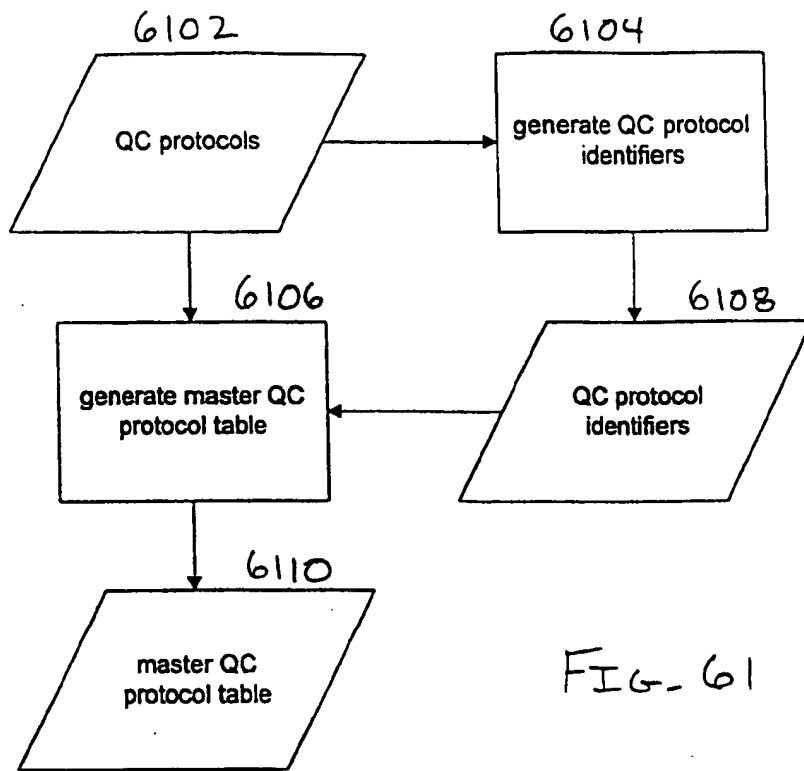 6102
6104
QC protocols
generate QC protocol
identifiers
6106
6108
generate master QC
protocol table
QC protocol
identifiers
6110
master QC
protocol table
FIG. 61